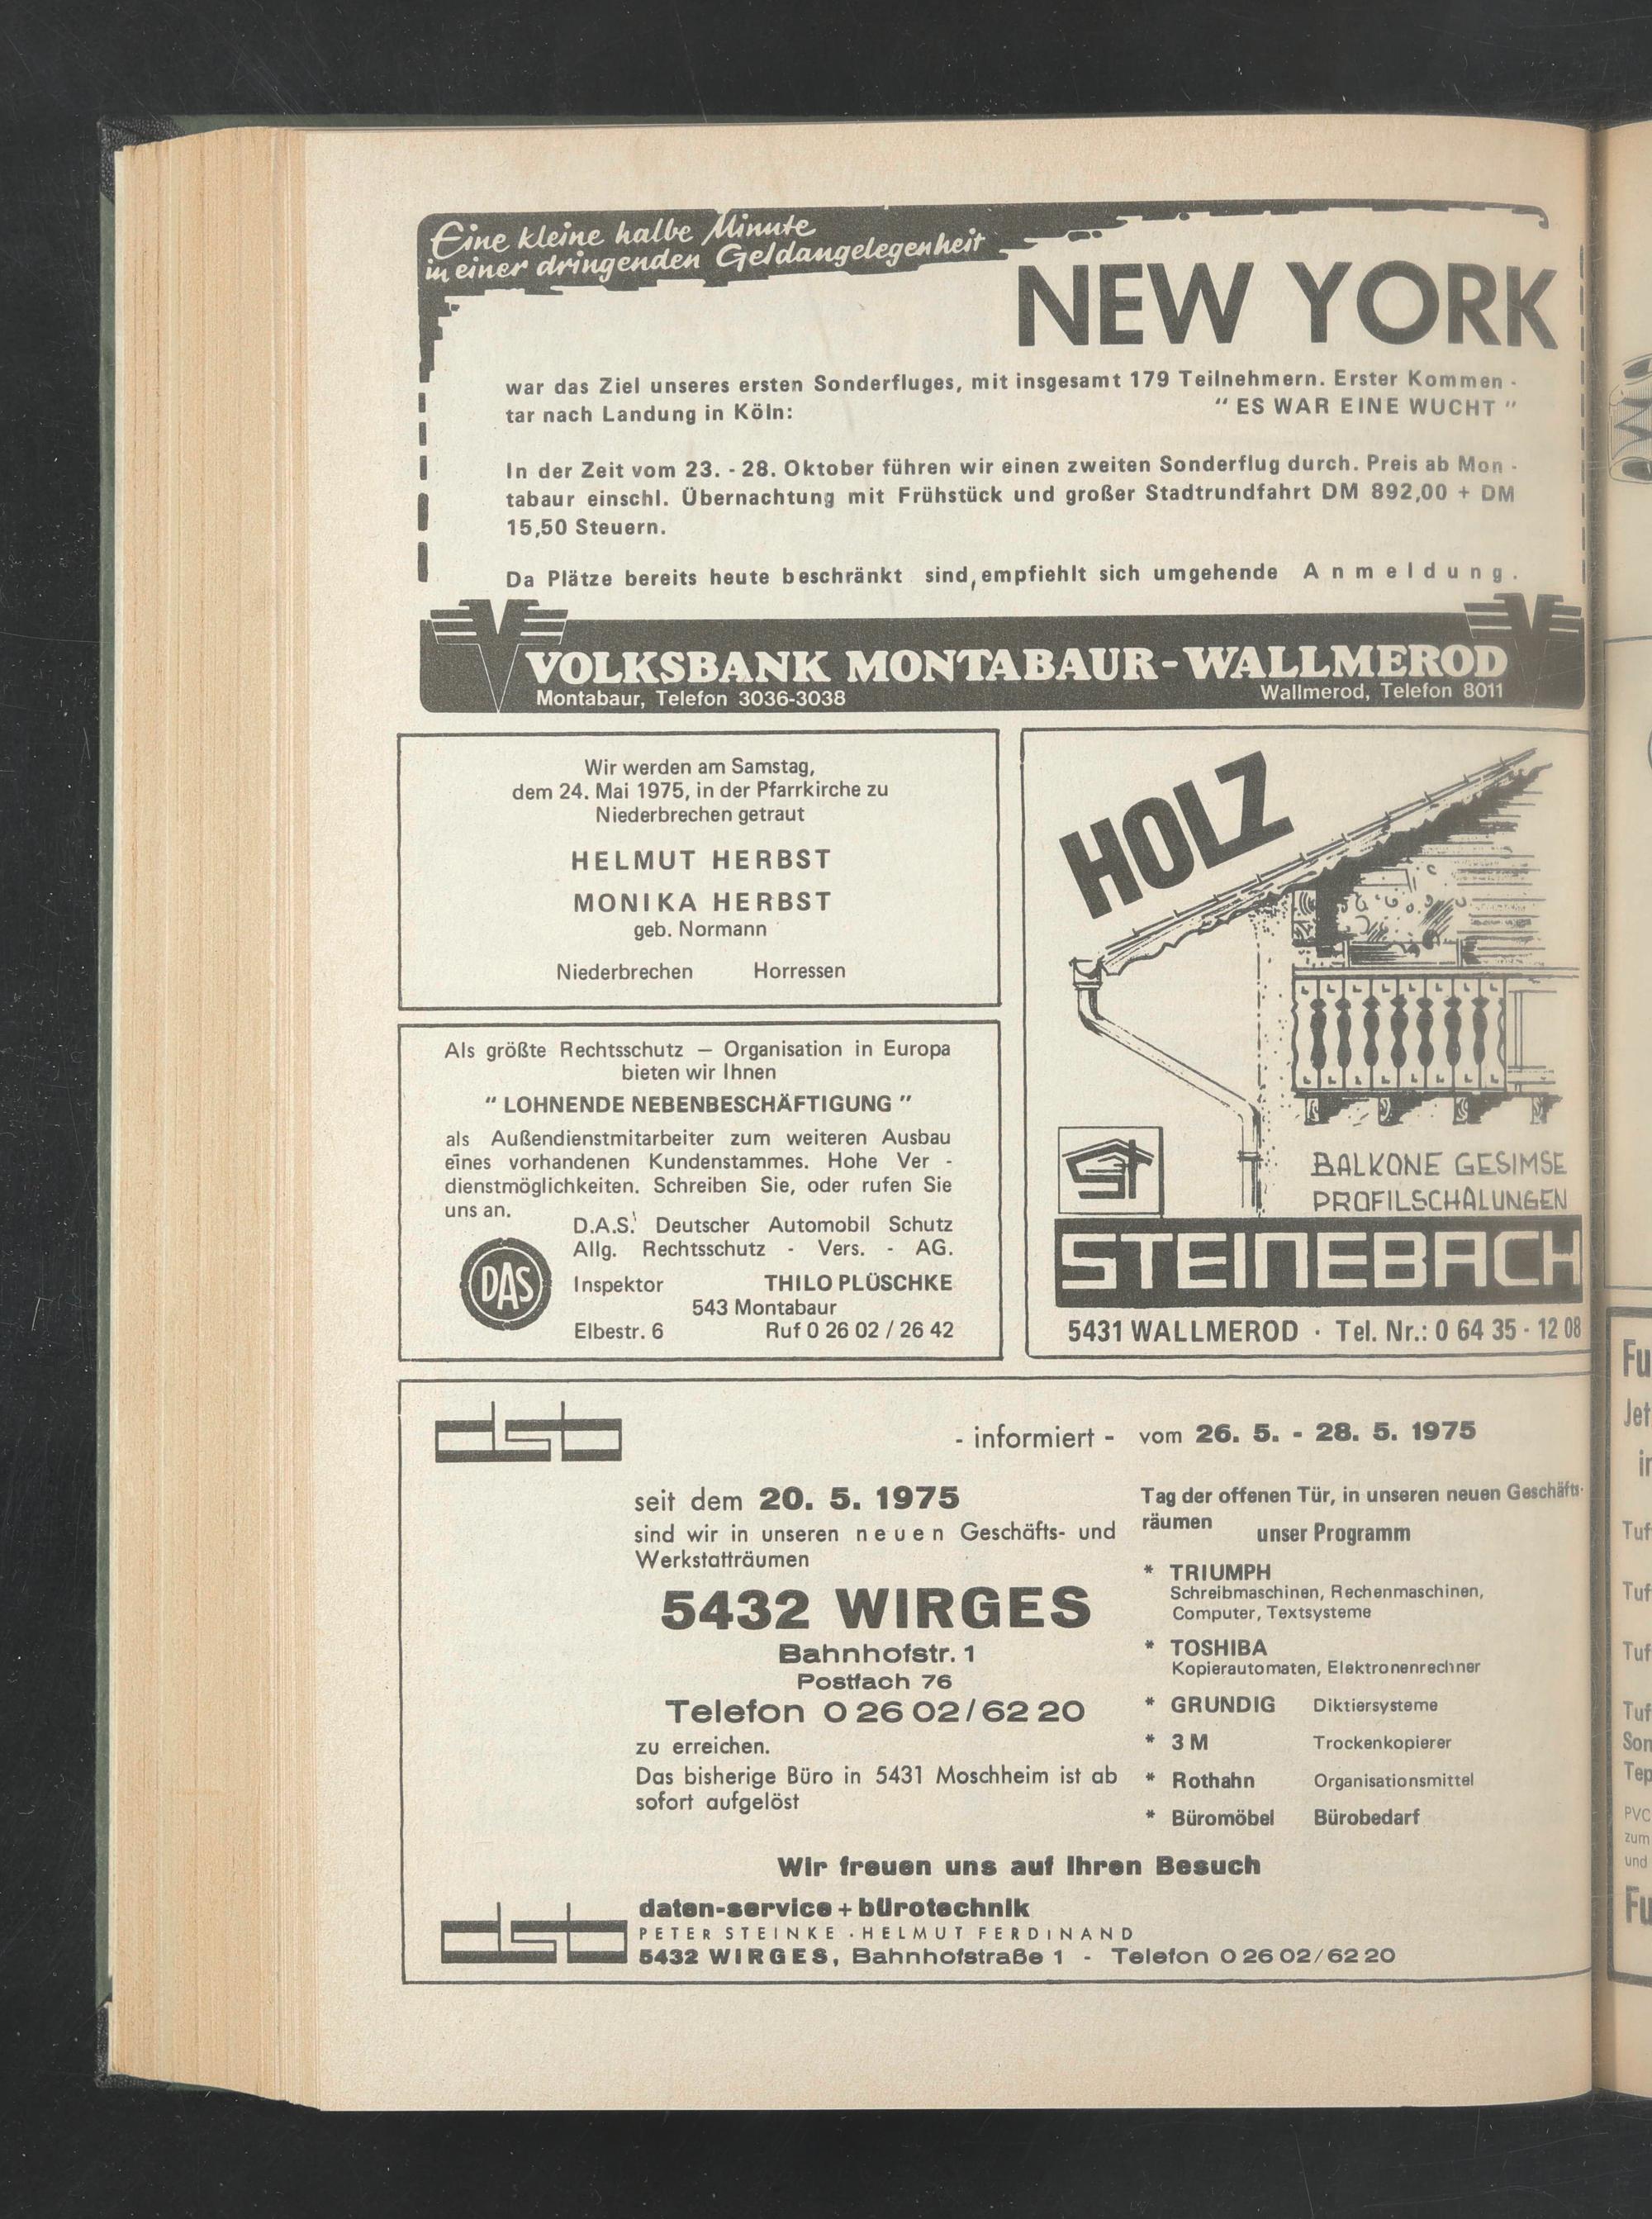 Eine kleine halbe Minute
in einer dringenden Geldangelegenheit
NEW YORK
war das Ziel unseres ersten Sonderfluges, mit insgesamt 179 Teilnehmern. Erster Kommen -
tar nach Landung in Köln: “ ES WAR EINE WUCHT ”
In der Zeit vom 23. - 28. Oktober führen wir einen zweiten Sonderflug durch. Preis ab Mon -
tabaur einschl. Übernachtung mit Frühstück und großer Stadtrundfahrt DM 892,00 + DM
15,50 Steuern.
Da Plätze bereits heute beschränkt sind, empfiehlt sich umgehende A n m e l d u n g .
VOLKSBANK MONTABAUR-WALLMEROD
Montabaur, Telefon 3036-3038 Wallmerod, Telefon 8011
Wir werden am Samstag,
dem 24. Mai 1975, in der Pfarrkirche zu
Niederbrechen getraut
HELMUT HERBST
MONIKA HERBST
geb. Normann
Niederbrechen Horressen
Als größte Rechtsschutz — Organisation in Europa
bieten wir Ihnen
“ LOHNENDE NEBENBESCHÄFTIGUNG ”
als Außendienstmitarbeiter zum weiteren Ausbau
eines vorhandenen Kundenstammes. Hohe Ver -
dienstmöglichkeiten. Schreiben Sie, oder rufen Sie
uns an.
D.A.S. Deutscher Automobil Schutz
Allg. Rechtsschutz - Vers. - AG.
DAS
Inspektor THILO PLÜSCHKE
543 Montabaur
Elbestr. 6 Ruf 0 26 02 / 26 42
HOLZ
BALKONE GESIMSE
PROFILSCHALUNGEN
STEINEBACH
5431 WALLMEROD · Tel. Nr.: 0 64 35 - 12 08
dsb
- informiert -
seit dem 20. 5. 1975
sind wir in unseren n e u e n Geschäfts- und
Werkstatträumen
5432 WIRGES
Bahnhofstr. 1
Postfach 76
Telefon 0 26 02/62 20
zu erreichen.
Das bisherige Büro in 5431 Moschheim ist ab
sofort aufgelöst
vom 26. 5. - 28. 5. 1975
Tag der offenen Tür, in unseren neuen Geschäfts-
räumen
unser Programm
* TRIUMPH
Schreibmaschinen, Rechenmaschinen,
Computer, Textsysteme
* TOSHIBA
Kopierautomaten, Elektronenrechner
* GRUNDIG Diktiersysteme
* 3 M Trockenkopierer
* Rothahn Organisationsmittel
* Büromöbel Bürobedarf
Wir freuen uns auf Ihren Besuch
dsb
daten-service + bürotechnik
PETER STEINKE · HELMUT FERDINAND
5432 WIRGES, Bahnhofstraße 1 - Telefon 0 26 02/62 20
Fu
Jet
Tuf
Tuf
Tuf
Tuf
Son
Tep
PVC
zum
und
Fu